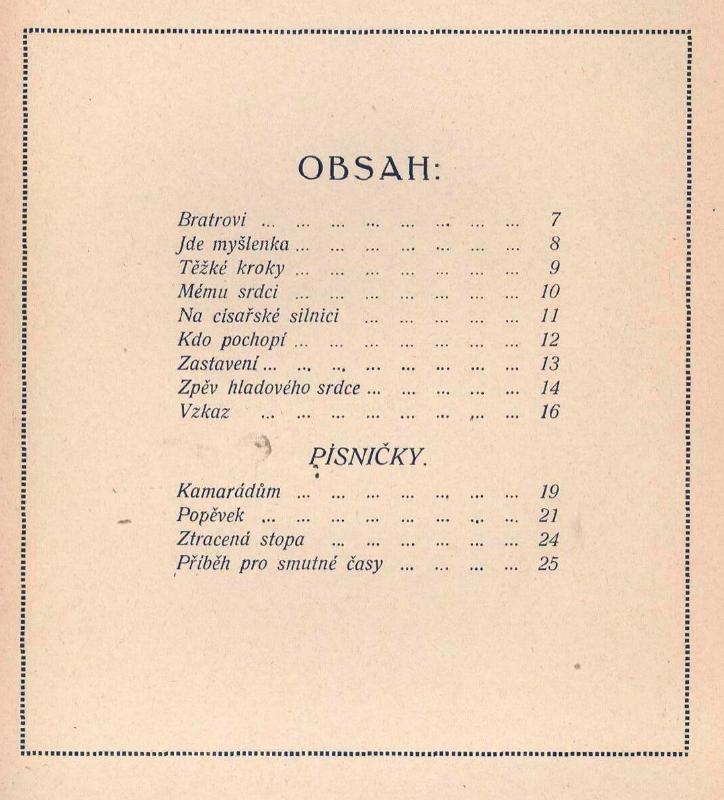 OBSAH:
Bratrovi ... ... ... ... ... ... ... ... 7
Jde myšlenka ... ... ... ... ... ... ... 8
Těžké kroky ... ... ... ... ... ... ... 9
Mému srdci ... ... ... ... ... ... ... 10
Na císařské silnici ... ... ... ... ... 11
Kdo pochopí ... ... ... ... ... ... ... 12
Zastavení ... ... ... ... ... ... ... ... 13
Zpěv hladového srdce ... ... ... ... ... 14
Vzkaz ... ... ... ... ... ... ... ... 16
PÍSNIČKY.
Kamarádům ... ... ... ... ... ... ... 19
Popěvek ... ... ... ... ... ... ... ... 21
Ztracená stopa ... ... ... ... ... ... 24
Příběh pro smutné časy ... ... ... ... 25